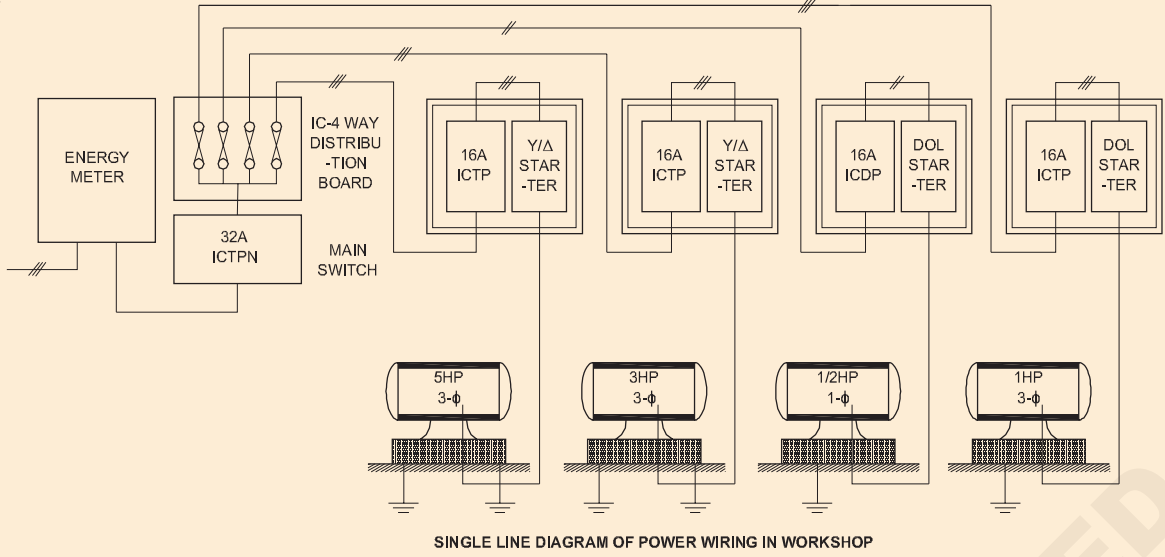 ENERGY
METER
IC-4 WAY
DISTRIBU
-TION
BOARD
32A
ICTPN
MAIN
SWITCH
16A
ICTP
Y/Δ
STAR
-TER
16A
ICTP
Y/Δ
STAR
-TER
16A
ICDP
DOL
STAR
-TER
16A
ICTP
DOL
STAR
-TER
5HP
3-ϕ
3HP
3-ϕ
1/2HP
1-ϕ
1HP
3-ϕ
SINGLE LINE DIAGRAM OF POWER WIRING IN WORKSHOP
ED